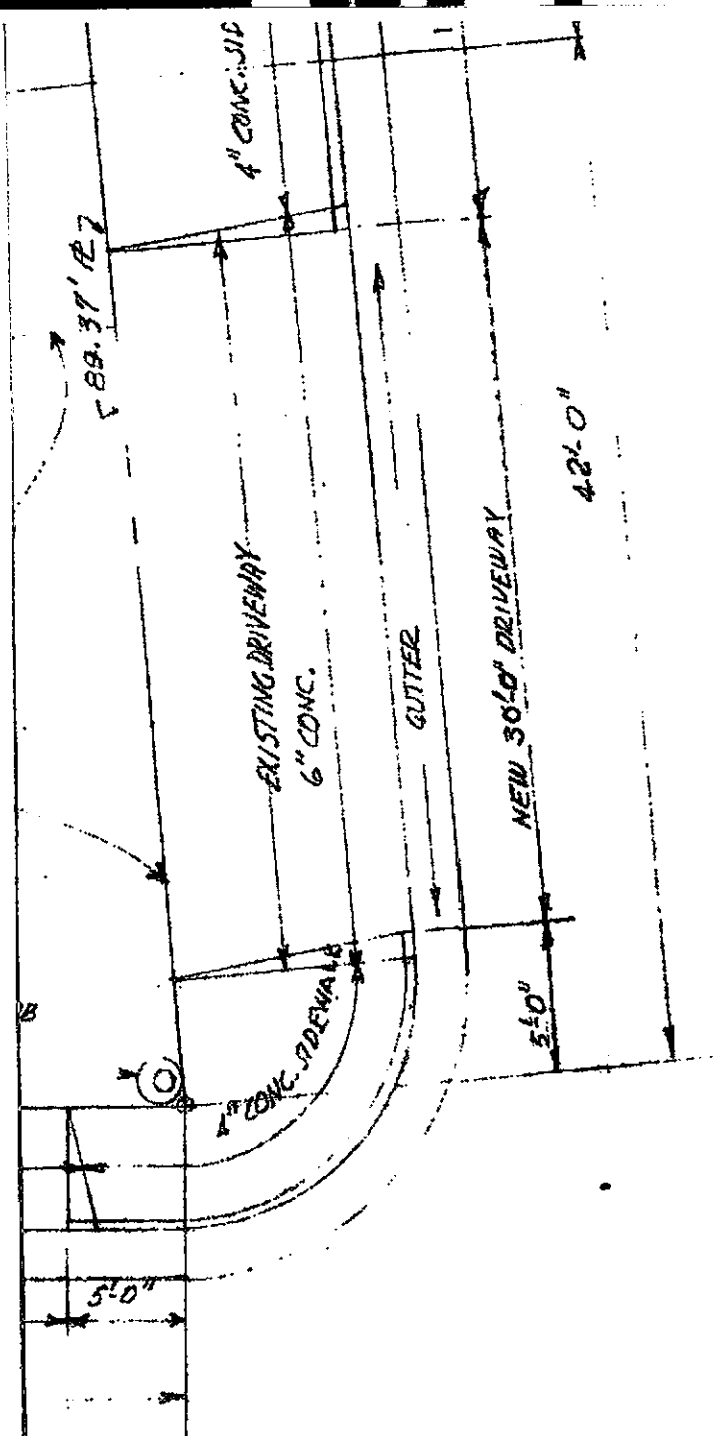 4" CONC. SID
89.37' PL
EXISTING DRIVEWAY
6" CONC.
GUTTER
NEW 30'-0" DRIVEWAY
42'-0"
5'-0"
4" CONC. SIDEWALK
B
5'-0"